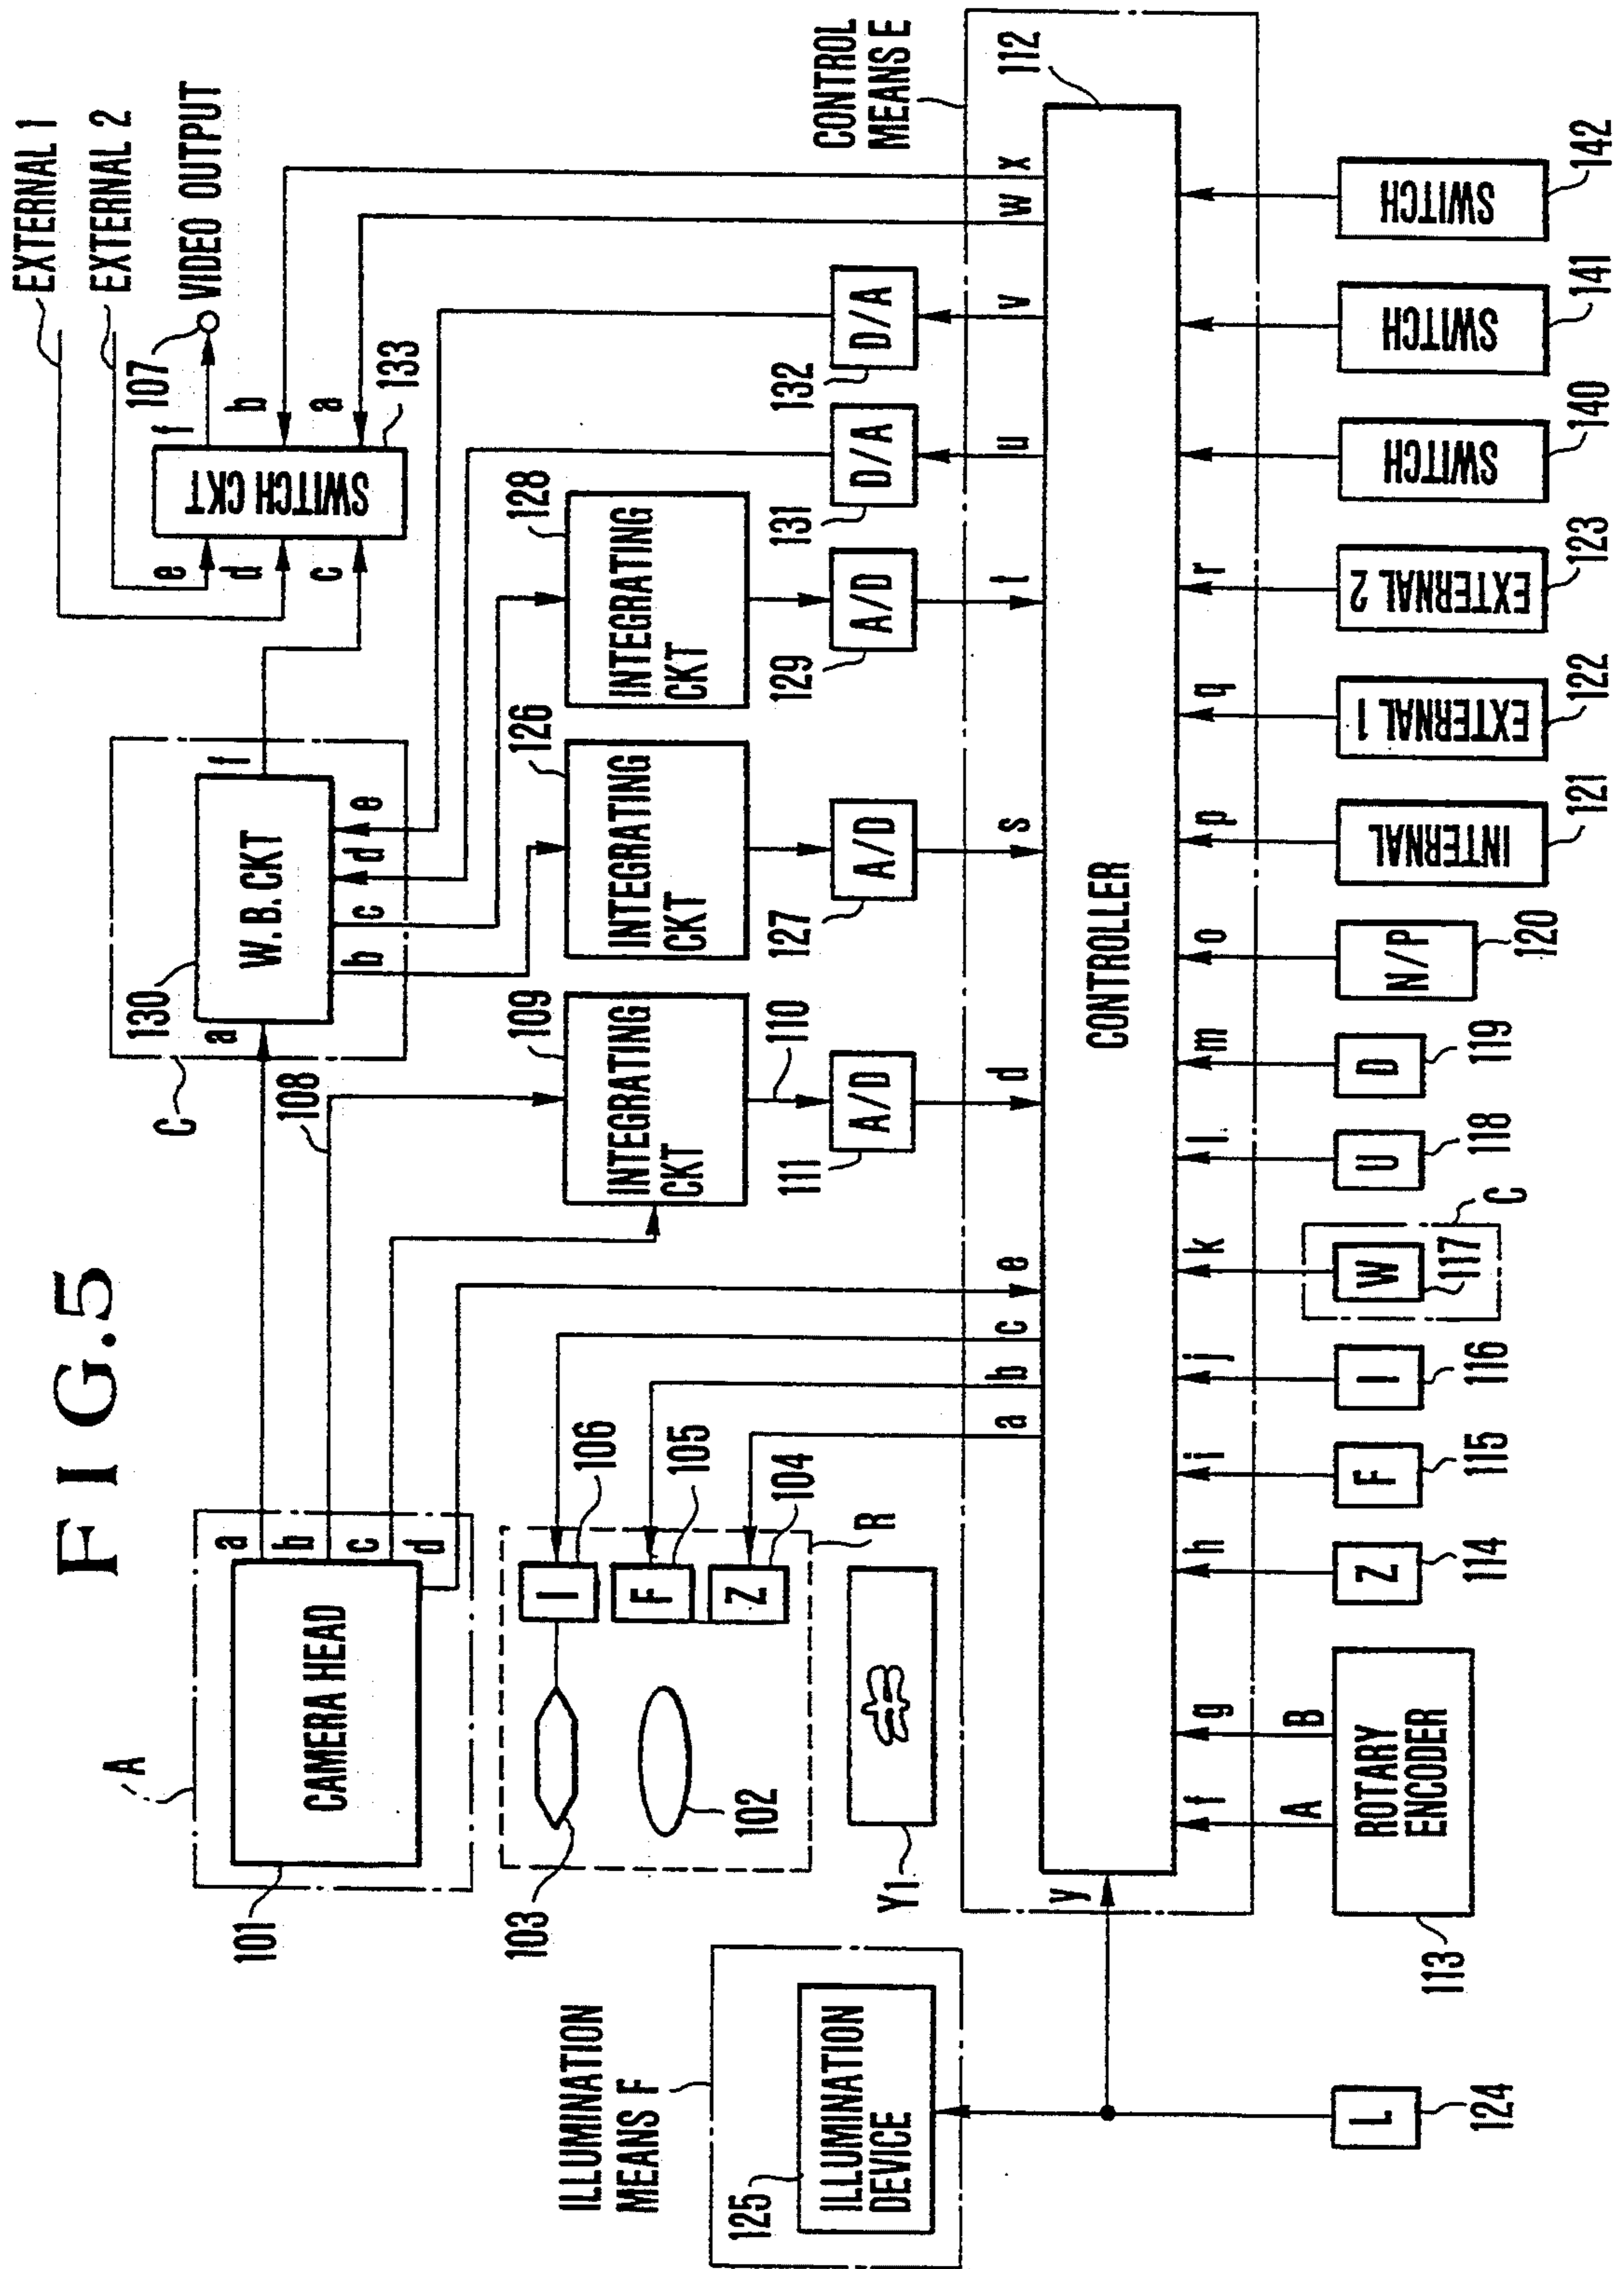 FIG.5
EXTERNAL 1
EXTERNAL 2
VIDEO OUTPUT
107
f
b
a
133
SWITCH CKT
e
d
c
C
130
a
W.B.CKT
f
b
c
d
e
108
A
101
CAMERA HEAD
a
b
c
d
109
INTEGRATING
CKT
126
INTEGRATING
CKT
128
INTEGRATING
CKT
110
111
A/D
127
A/D
129
A/D
131
D/A
132
D/A
103
102
I
106
F
105
Z
104
R
Y1
CONTROL
MEANS E
112
CONTROLLER
a
b
c
e
d
s
t
u
v
w
x
y
f
g
h
i
j
k
l
m
o
p
q
r
ILLUMINATION
MEANS F
125
ILLUMINATION
DEVICE
L
124
A
B
ROTARY
ENCODER
113
Z
114
F
115
I
116
W
117
C
U
118
D
119
N/P
120
INTERNAL
121
EXTERNAL 1
122
EXTERNAL 2
123
SWITCH
140
SWITCH
141
SWITCH
142